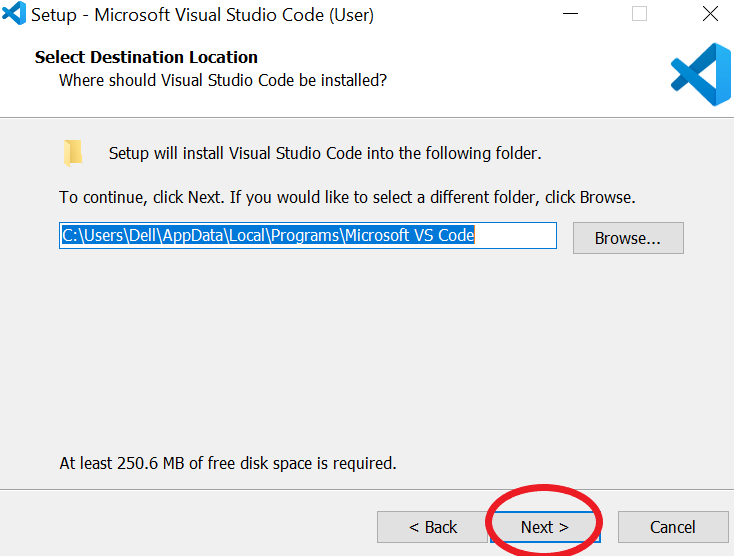 Setup - Microsoft Visual Studio Code (User)
Select Destination Location
Where should Visual Studio Code be installed?
Setup will install Visual Studio Code into the following folder.
To continue, click Next. If you would like to select a different folder, click Browse.
C:\Users\Dell\AppData\Local\Programs\Microsoft VS Code
Browse...
At least 250.6 MB of free disk space is required.
< Back
Next >
Cancel